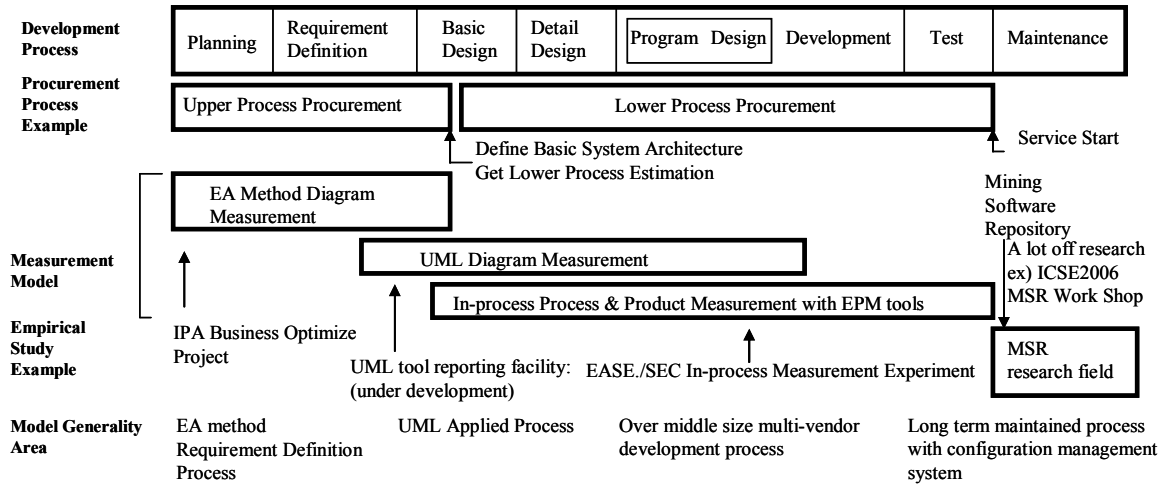 Development
Process
Planning
Requirement
Definition
Basic
Design
Detail
Design
Program Design
Development
Test
Maintenance
Procurement
Process
Example
Upper Process Procurement
Lower Process Procurement
Define Basic System Architecture
Get Lower Process Estimation
Service Start
Measurement
Model
EA Method Diagram
Measurement
UML Diagram Measurement
In-process Process & Product Measurement with EPM tools
Mining
Software
Repository
A lot off research
ex) ICSE2006
MSR Work Shop
Empirical
Study
Example
IPA Business Optimize
Project
UML tool reporting facility:
(under development)
EASE./SEC In-process Measurement Experiment
MSR
research field
Model Generality
Area
EA method
Requirement Definition
Process
UML Applied Process
Over middle size multi-vendor
development process
Long term maintained process
with configuration management
system